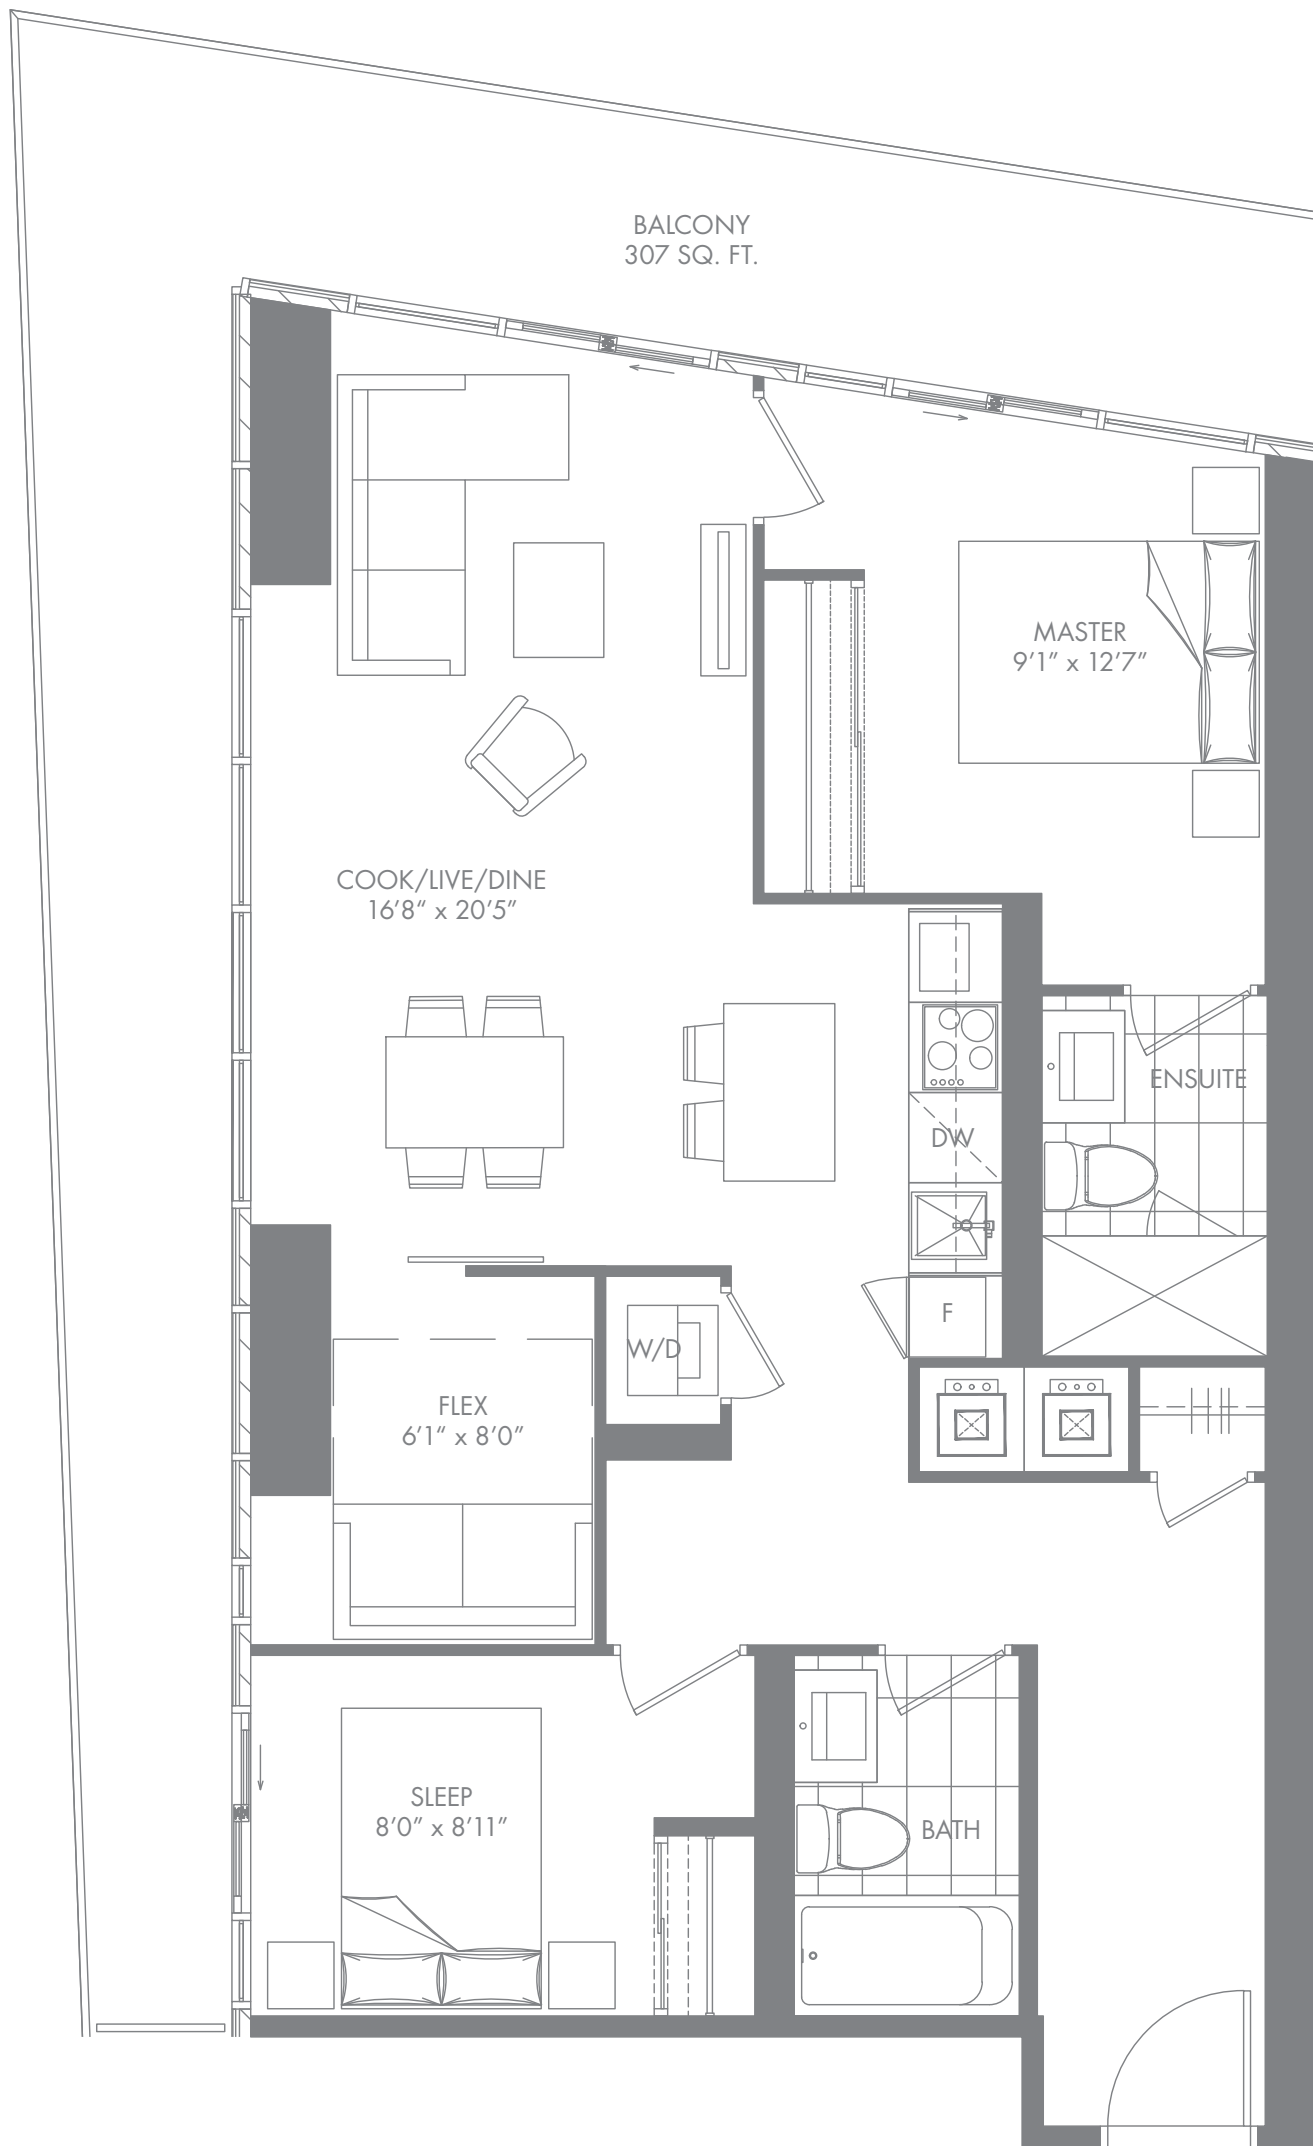 BALCONY
307 SQ. FT.
MASTER
9’1” x 12’7”
COOK/LIVE/DINE
16’8” x 20’5”
ENSUITE
DW
F
W/D
FLEX
6’1” x 8’0”
SLEEP
8’0” x 8’11”
BATH